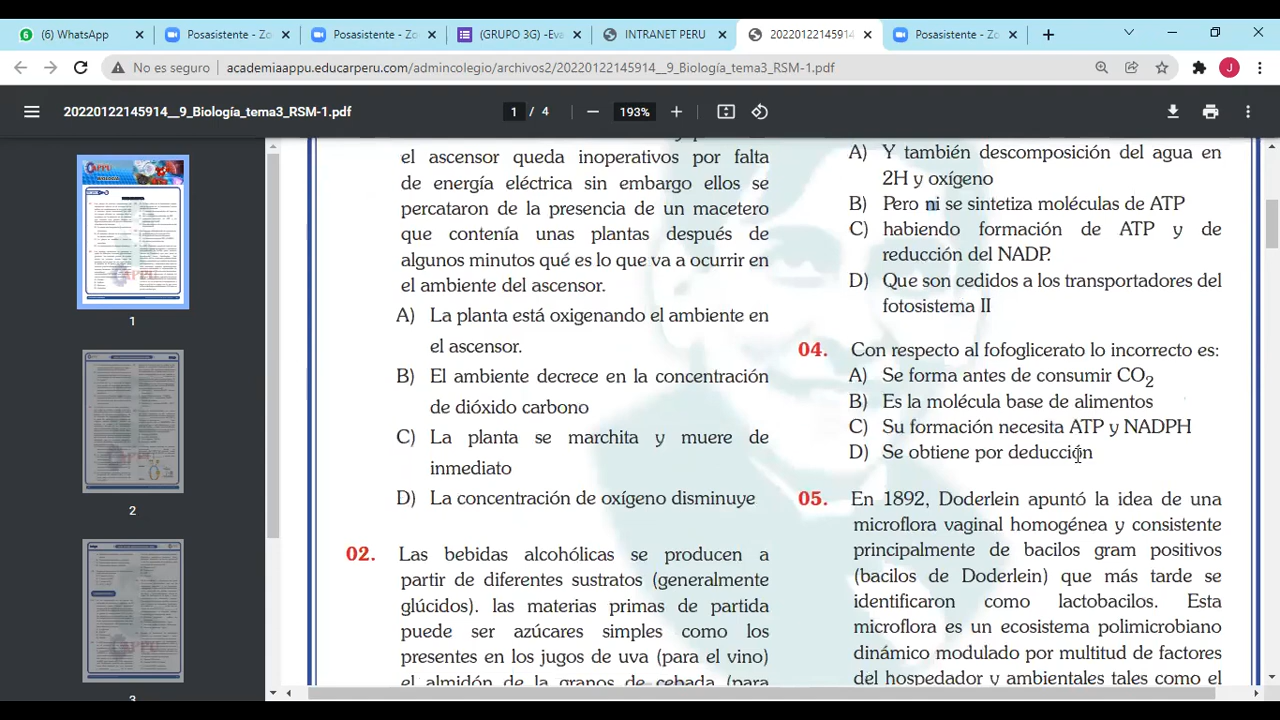 (6) WhatsApp
Posasistente - Zo
Posasistente - Zo
(GRUPO 3G) -Eva
INTRANET PERU
20220122145914
Posasistente - Zo
No es seguro
academiaappu.educarperu.com/admincolegio/archivos2/20220122145914__9_Biología_tema3_RSM-1.pdf
J
20220122145914__9_Biología_tema3_RSM-1.pdf
1 / 4
193%
1
2
3
el ascensor queda inoperativos por falta
de energía eléctrica sin embargo ellos se
percataron de la presencia de un macetero
que contenía unas plantas después de
algunos minutos qué es lo que va a ocurrir en
el ambiente del ascensor.
A) La planta está oxigenando el ambiente en
el ascensor.
B) El ambiente decrece en la concentración
de dióxido carbono
C) La planta se marchita y muere de
inmediato
D) La concentración de oxígeno disminuye
02. Las bebidas alcohólicas se producen a
partir de diferentes sustratos (generalmente
glúcidos). las materias primas de partida
puede ser azúcares simples como los
presentes en los jugos de uva (para el vino)
el almidón de la granos de cebada (para
A) Y también descomposición del agua en
2H y oxígeno
B) Pero ni se sintetiza moléculas de ATP
C) habiendo formación de ATP y de
reducción del NADP.
D) Que son cedidos a los transportadores del
fotosistema II
04. Con respecto al fofoglicerato lo incorrecto es:
A) Se forma antes de consumir CO2
B) Es la molécula base de alimentos
C) Su formación necesita ATP y NADPH
D) Se obtiene por deducción
05. En 1892, Doderlein apuntó la idea de una
microflora vaginal homogénea y consistente
principalmente de bacilos gram positivos
(bacilos de Doderlein) que más tarde se
identificaron como lactobacilos. Esta
microflora es un ecosistema polimicrobiano
dinámico modulado por multitud de factores
del hospedador y ambientales tales como el